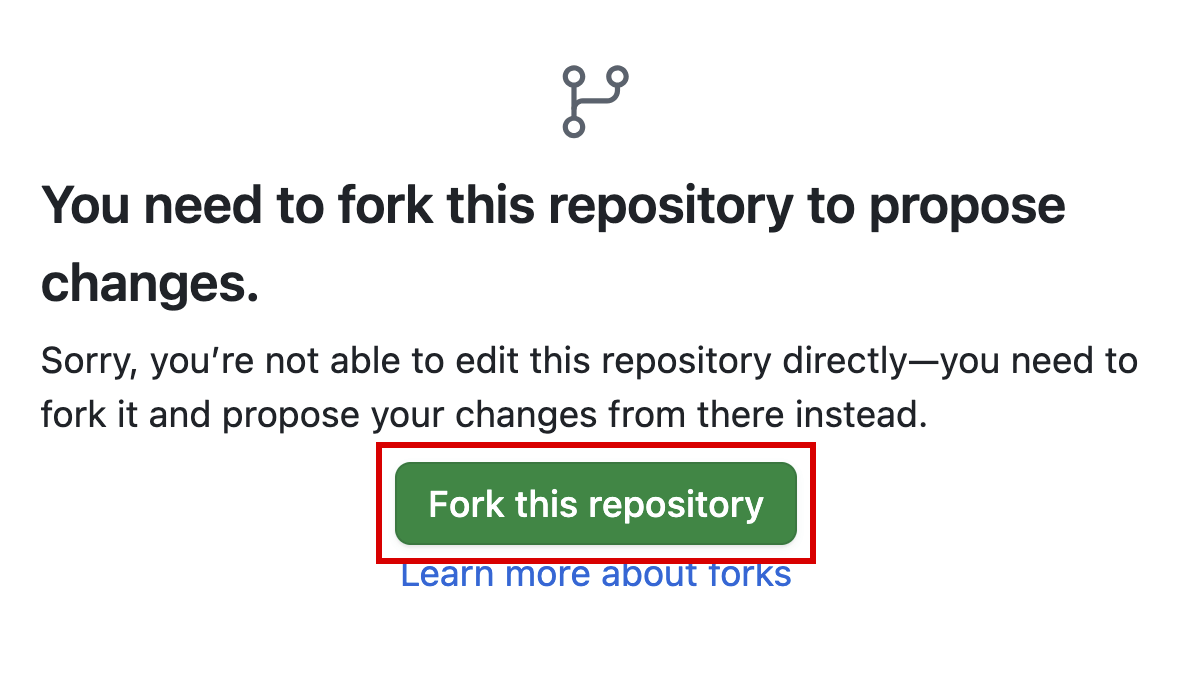 You need to fork this repository to propose
changes.
Sorry, you’re not able to edit this repository directly—you need to
fork it and propose your changes from there instead.
Fork this repository
Learn more about forks